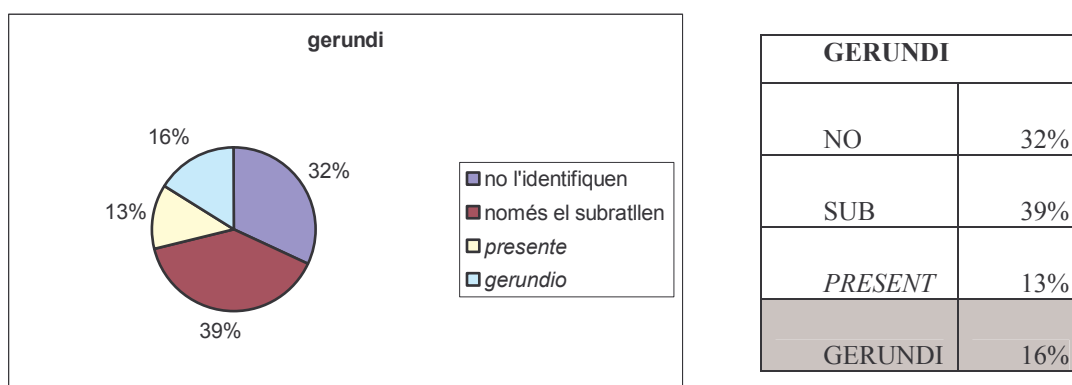 gerundi
16%
32%
13%
39%
no l'identifiquen
només el subratllen
presente
gerundio
GERUNDI
NO 32%
SUB 39%
PRESENT 13%
GERUNDI 16%